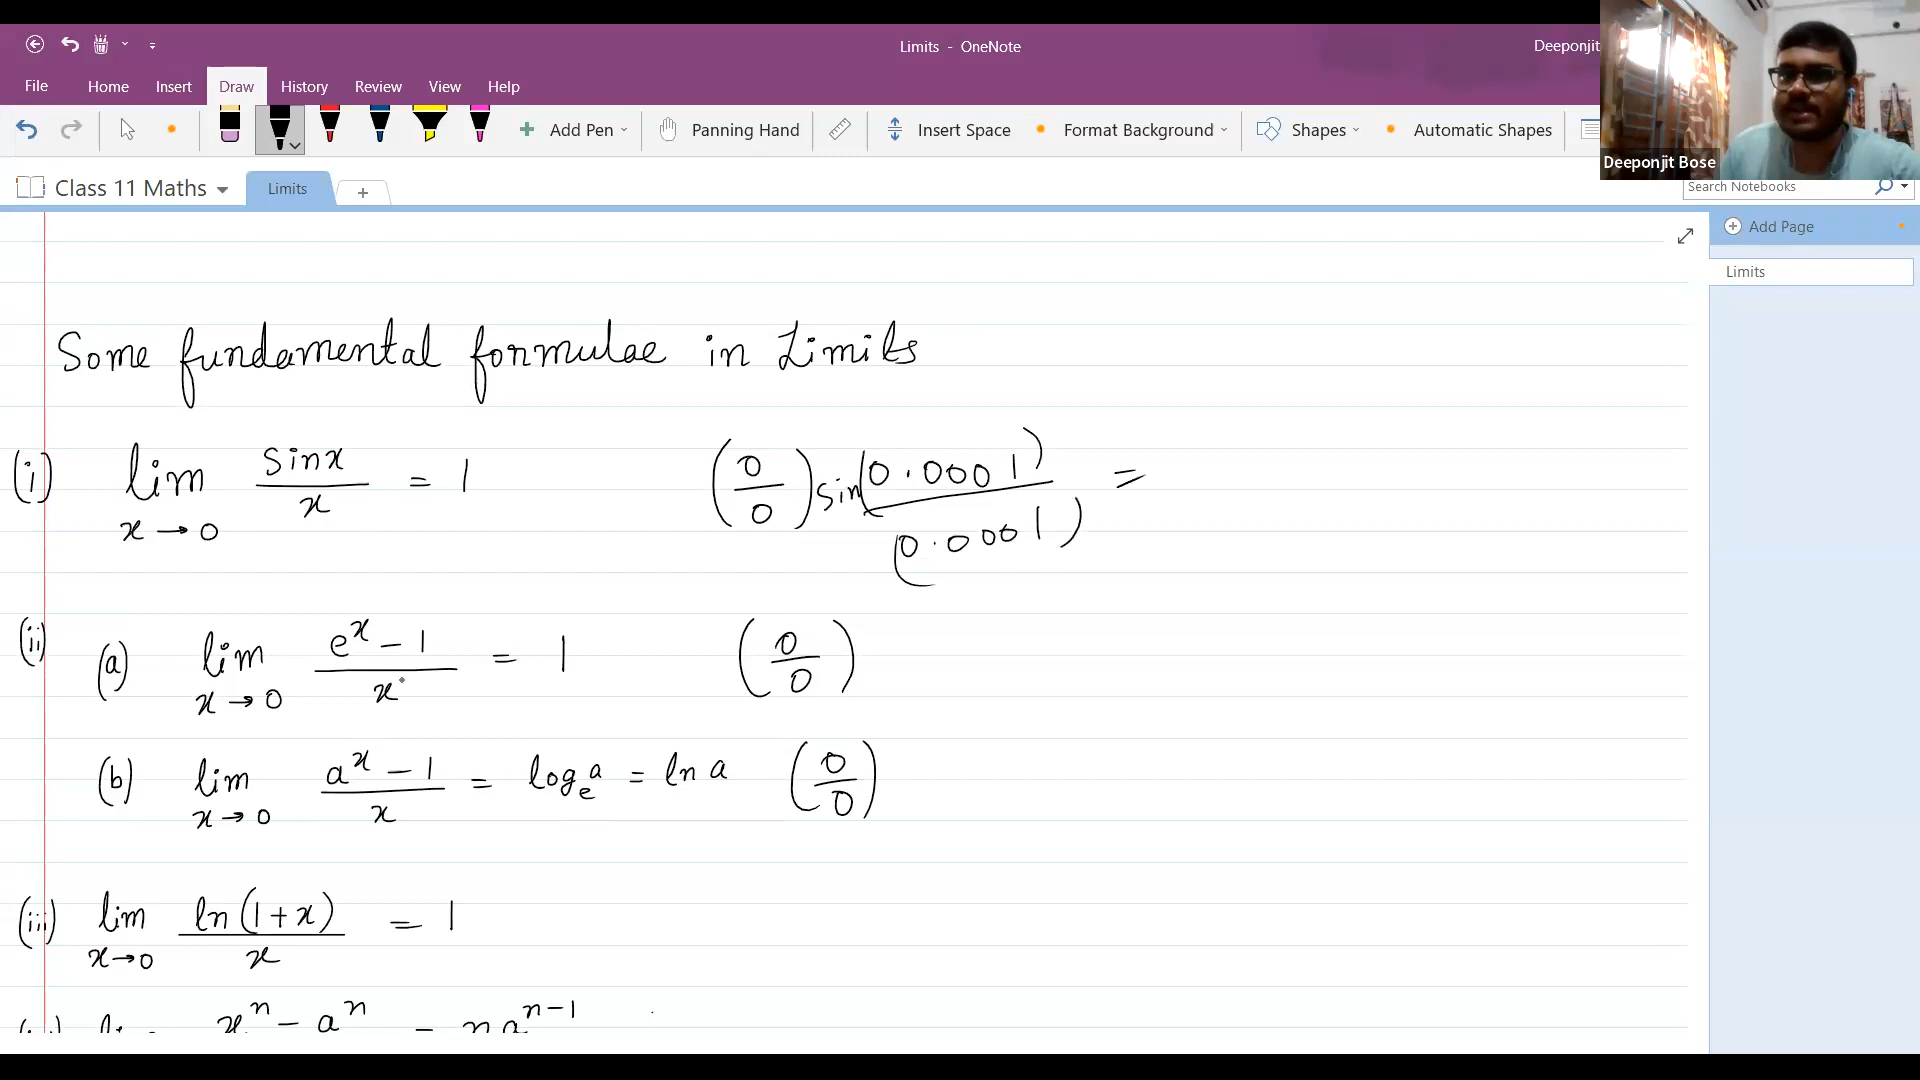 Limits - OneNote
Deeponjit
File Home Insert Draw History Review View Help
Add Pen Panning Hand Insert Space Format Background Shapes Automatic Shapes
Deeponjit Bose
Class 11 Maths Limits + Search Notebooks
Add Page
Limits
Some fundamental formulae in Limits
(i) lim x→0 sinx/x = 1 (0/0) sin(0.0001)/(0.0001) =
(ii) (a) lim x→0 (e^x - 1)/x = 1 (0/0)
(b) lim x→0 (a^x - 1)/x = log_e a = ln a (0/0)
(iii) lim x→0 ln(1+x)/x = 1
x^n - a^n = n a^(n-1)